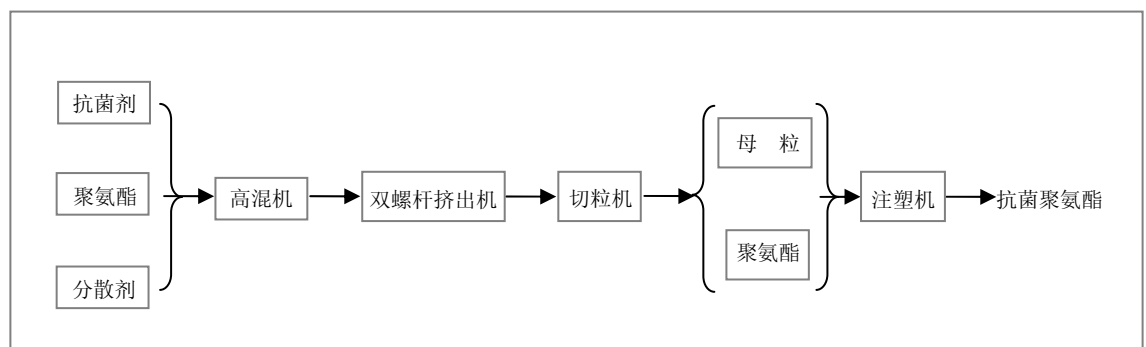 抗菌剂
聚氨酯
分散剂
高混机
双螺杆挤出机
切粒机
母 粒
聚氨酯
注塑机
抗菌聚氨酯